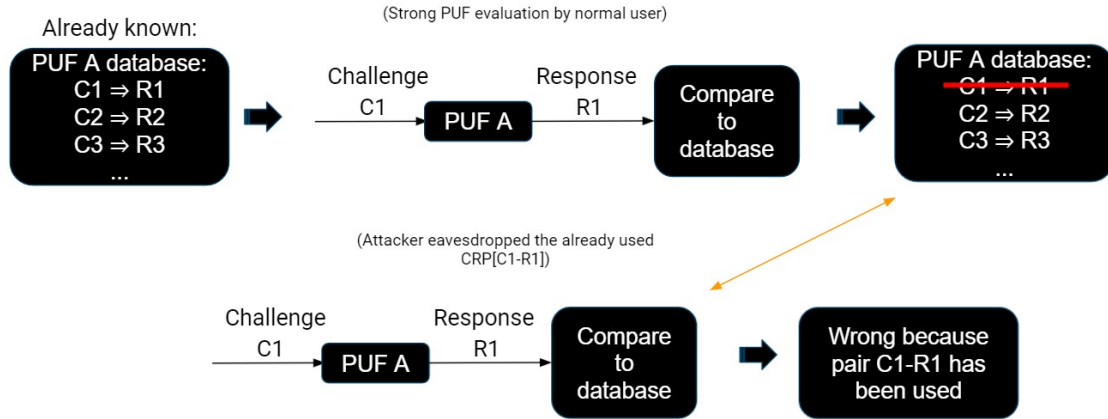 (Strong PUF evaluation by normal user)
Already known:
PUF A database:
C1 ⇒ R1
C2 ⇒ R2
C3 ⇒ R3
...
Challenge
C1
PUF A
Response
R1
Compare
to
database
PUF A database:
C1 ⇒ R1
C2 ⇒ R2
C3 ⇒ R3
...
(Attacker eavesdropped the already used
CRP[C1-R1])
Challenge
C1
PUF A
Response
R1
Compare
to
database
Wrong because
pair C1-R1 has
been used